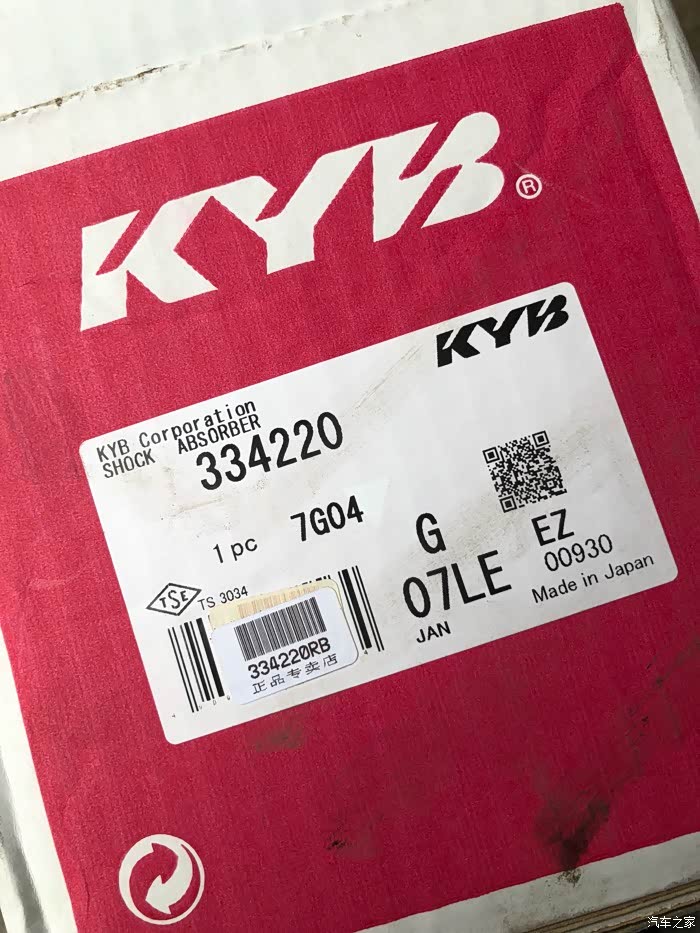 KYB®
KYB
KYB Corporation
SHOCK ABSORBER
334220
1 pc 7G04
G EZ
07LE 00930
JAN Made in Japan
TSE TS 3034
334220RB
正品专卖店
汽车之家